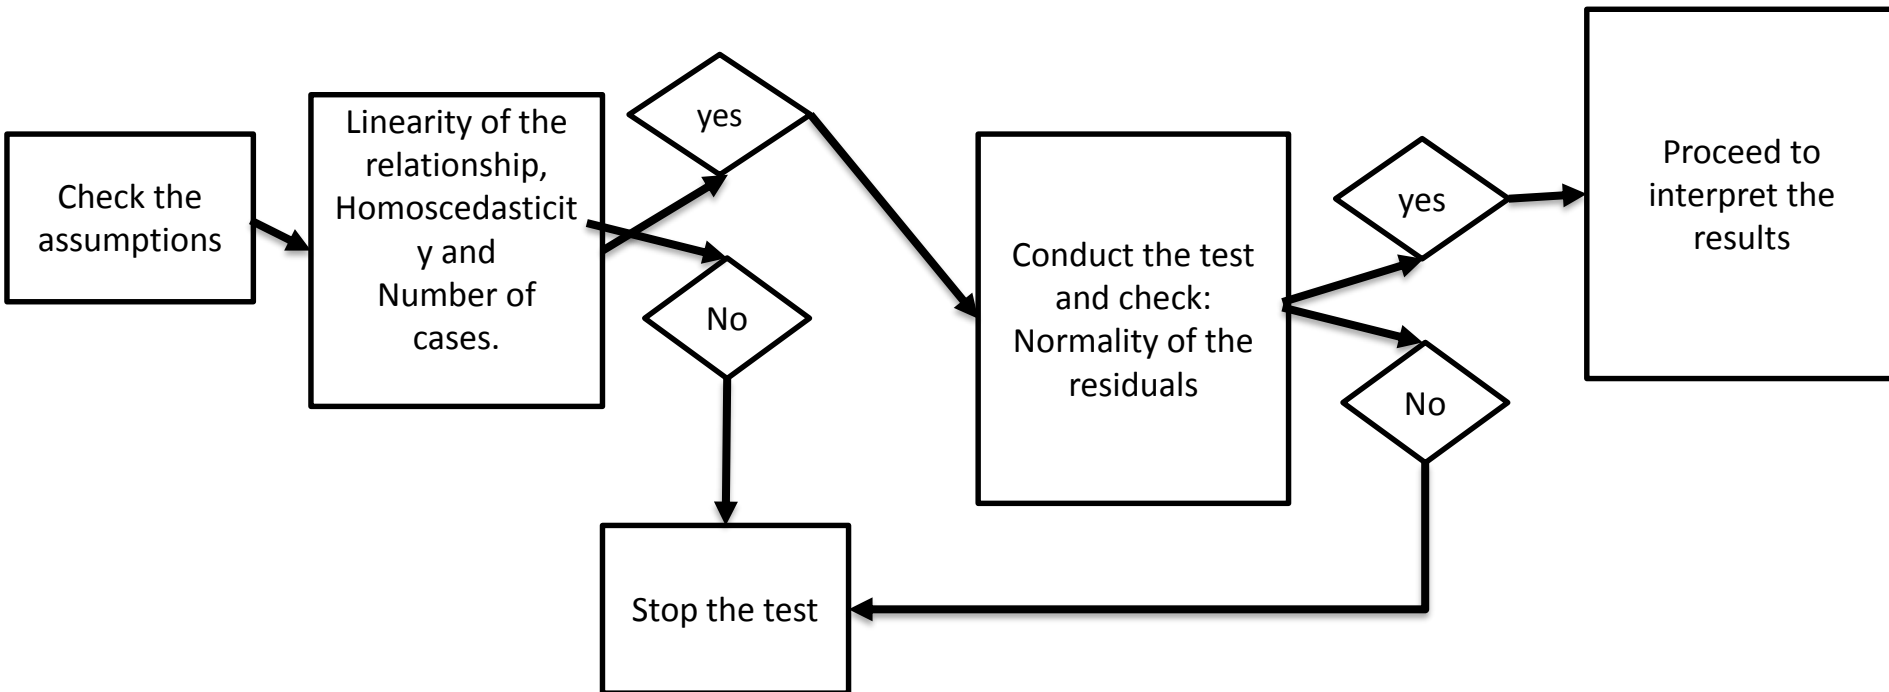 Check the
assumptions
Linearity of the
relationship,
Homoscedasticit
y and
Number of
cases.
yes
No
Stop the test
Conduct the test
and check:
Normality of the
residuals
yes
No
Proceed to
interpret the
results